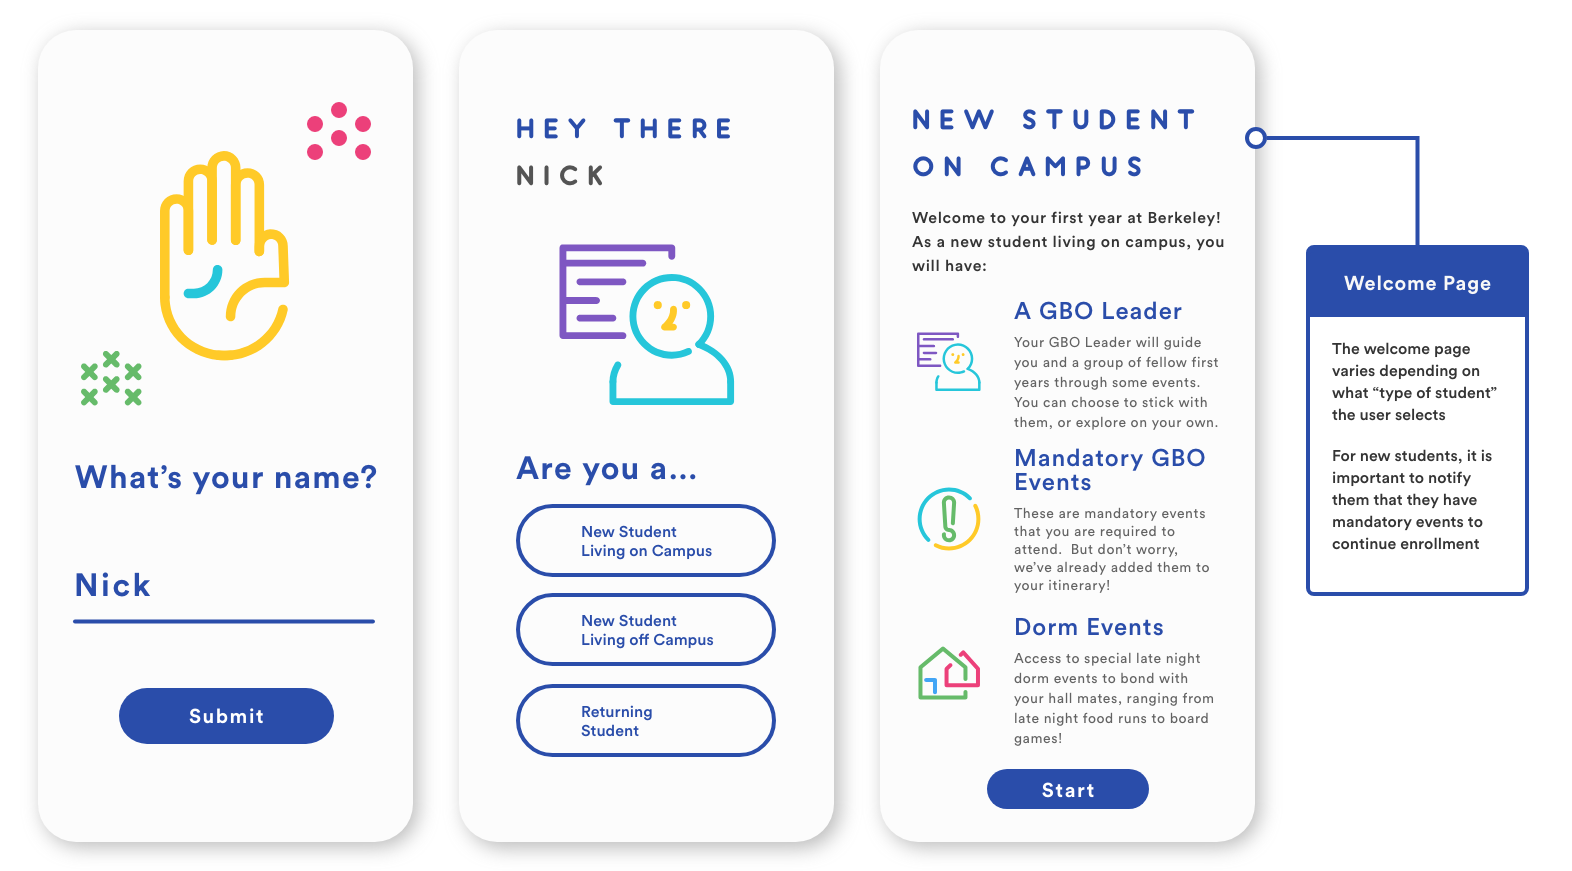 What's your name?
Nick
Submit
HEY THERE
NICK
Are you a...
New Student
Living on Campus
New Student
Living off Campus
Returning
Student
NEW STUDENT
ON CAMPUS
Welcome to your first year at Berkeley!
As a new student living on campus, you
will have:
A GBO Leader
Your GBO Leader will guide
you and a group of fellow first
years through some events.
You can choose to stick with
them, or explore on your own.
Mandatory GBO
Events
These are mandatory events
that you are required to
attend.  But don't worry,
we've already added them to
your itinerary!
Dorm Events
Access to special late night
dorm events to bond with
your hall mates, ranging from
late night food runs to board
games!
Start
Welcome Page
The welcome page
varies depending on
what “type of student”
the user selects
For new students, it is
important to notify
them that they have
mandatory events to
continue enrollment